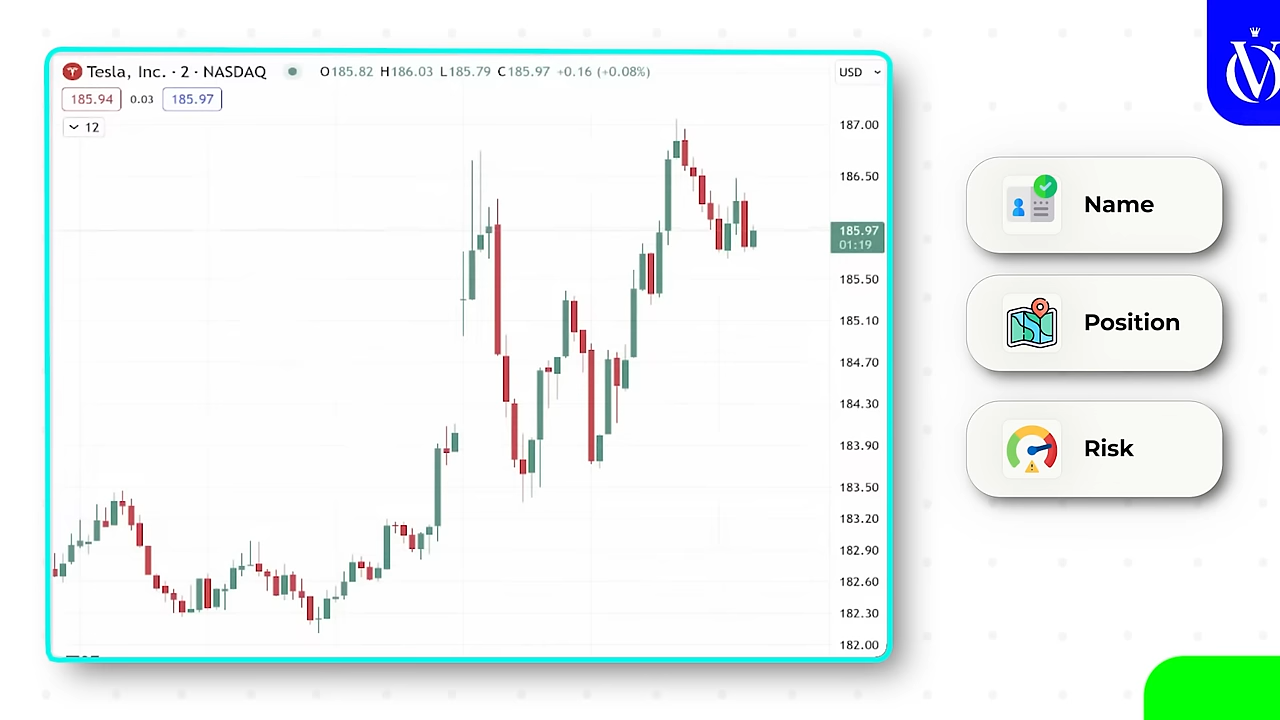 Tesla, Inc. · 2 · NASDAQ
O185.82 H186.03 L185.79 C185.97 +0.16 (+0.08%)
USD
185.94 0.03 185.97
12
187.00
186.50
185.97
01:19
185.50
185.10
184.70
184.30
183.90
183.50
183.20
182.90
182.60
182.30
182.00
Name
Position
Risk